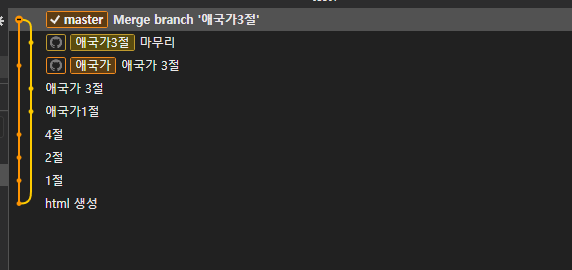 master Merge branch '애국가3절'
애국가3절 마무리
애국가 애국가 3절
애국가 3절
애국가1절
4절
2절
1절
html 생성